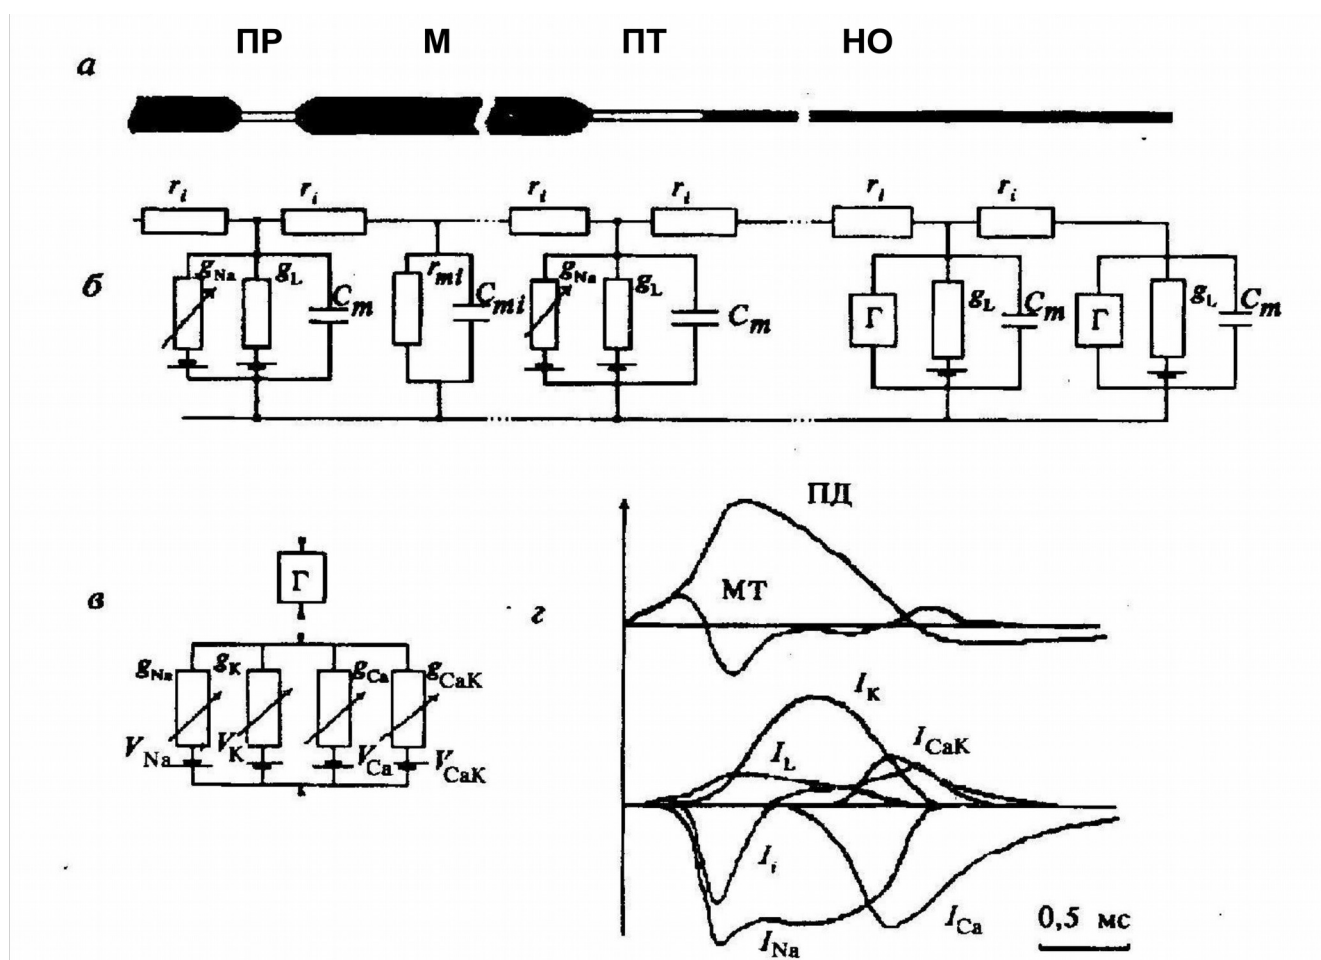 ПР М ПТ НО
а
r_i r_i r_i r_i r_i r_i
б
g_Na g_L C_m r_mi C_mi g_Na g_L C_m Г g_L C_m Г g_L C_m
ПД
МТ
в
Г
г
g_Na g_K g_Ca g_CaK
V_Na V_K V_Ca V_CaK
I_K
I_CaK
I_L
I_i
I_Ca
I_Na
0,5 мс